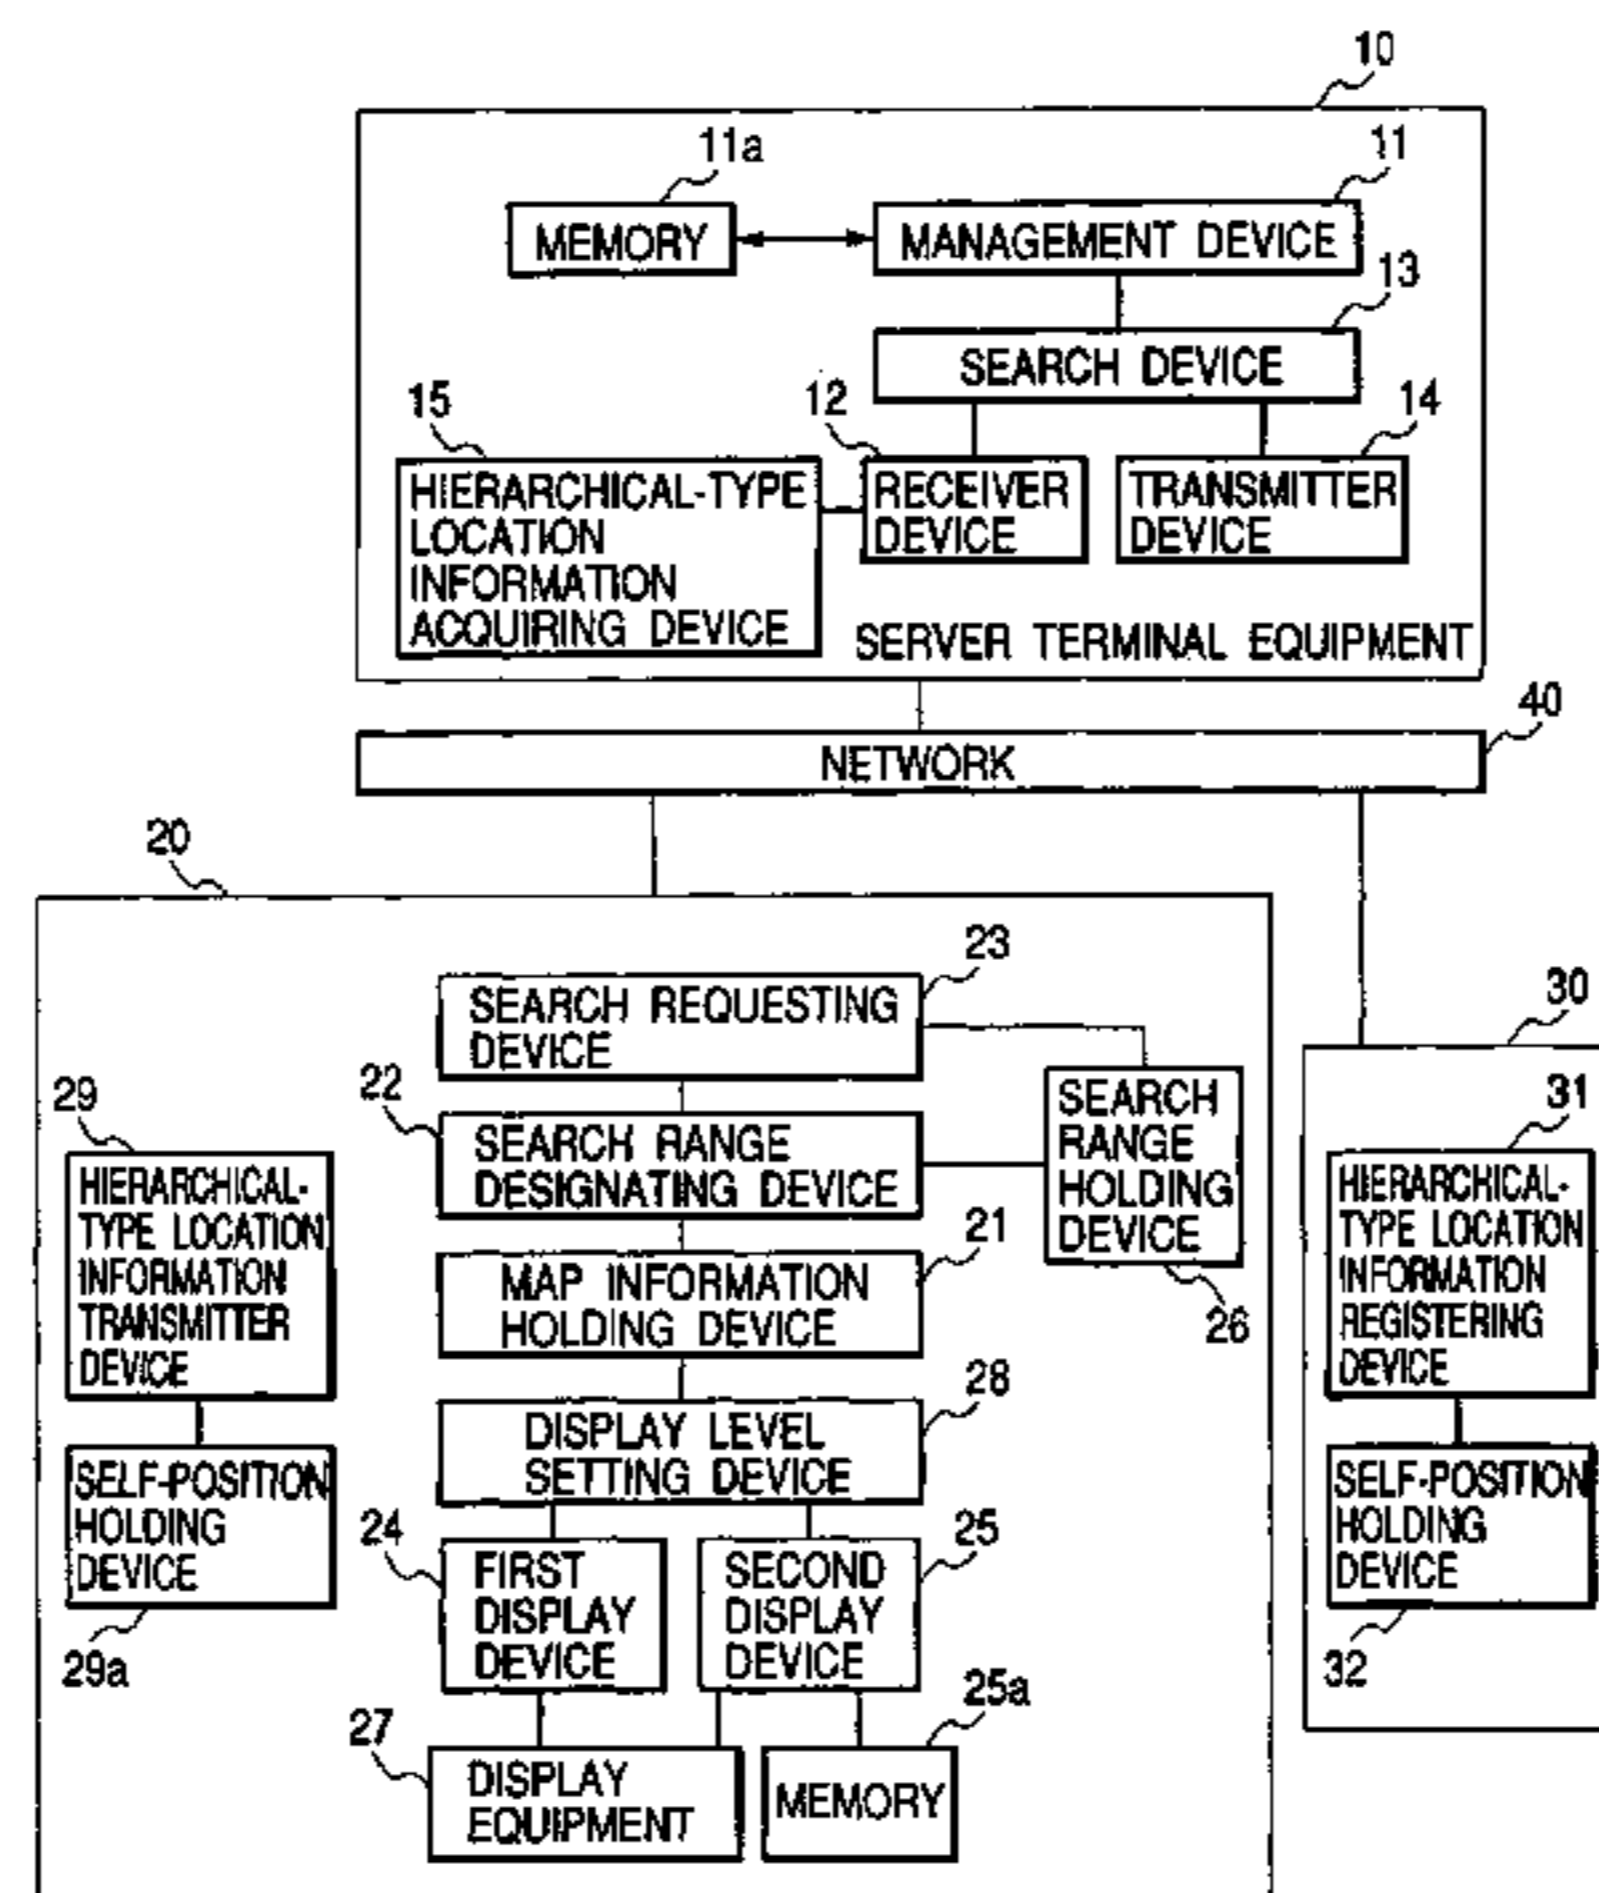 10
11a
11
MEMORY
MANAGEMENT DEVICE
13
SEARCH DEVICE
15
12
14
HIERARCHICAL-TYPE
LOCATION
INFORMATION
ACQUIRING DEVICE
RECEIVER
DEVICE
TRANSMITTER
DEVICE
SERVER TERMINAL EQUIPMENT
40
NETWORK
20
23
SEARCH REQUESTING
DEVICE
22
SEARCH RANGE
DESIGNATING DEVICE
SEARCH
RANGE
HOLDING
DEVICE
26
21
MAP INFORMATION
HOLDING DEVICE
28
DISPLAY LEVEL
SETTING DEVICE
29
HIERARCHICAL-
TYPE LOCATION
INFORMATION
TRANSMITTER
DEVICE
SELF-POSITION
HOLDING
DEVICE
29a
24
FIRST
DISPLAY
DEVICE
25
SECOND
DISPLAY
DEVICE
25a
27
DISPLAY
EQUIPMENT
MEMORY
30
31
HIERARCHICAL-
TYPE LOCATION
INFORMATION
REGISTERING
DEVICE
SELF-POSITION
HOLDING
DEVICE
32